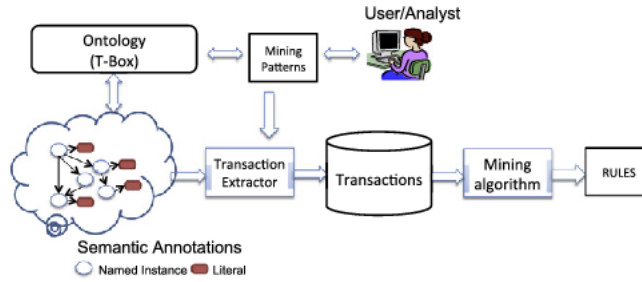 User/Analyst
Ontology
(T-Box)
Mining
Patterns
Transaction
Extractor
Transactions
Mining
algorithm
RULES
Semantic Annotations
Named Instance
Literal